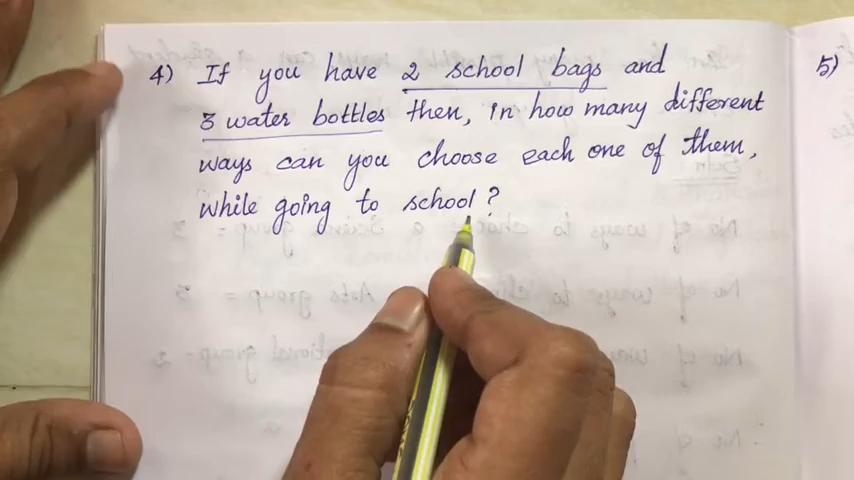 4) If you have 2 school bags and
3 water bottles then, in how many different
ways can you choose each one of them,
while going to school?
5)